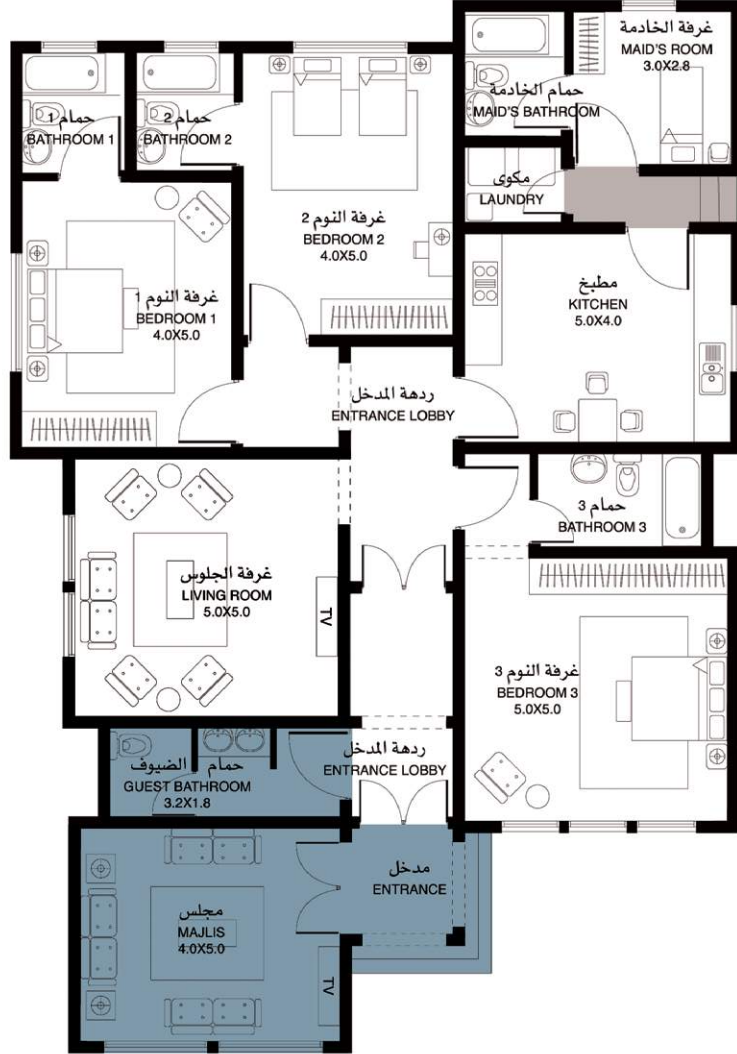 غرفة الخادمة
MAID'S ROOM
3.0X2.8
حمام الخادمة
MAID'S BATHROOM
حمام 1
BATHROOM 1
حمام 2
BATHROOM 2
مكوى
LAUNDRY
غرفة النوم 2
BEDROOM 2
4.0X5.0
غرفة النوم 1
BEDROOM 1
4.0X5.0
مطبخ
KITCHEN
5.0X4.0
ردهة المدخل
ENTRANCE LOBBY
حمام 3
BATHROOM 3
غرفة الجلوس
LIVING ROOM
5.0X5.0
TV
غرفة النوم 3
BEDROOM 3
5.0X5.0
حمام الضيوف
GUEST BATHROOM
3.2X1.8
ردهة المدخل
ENTRANCE LOBBY
مدخل
ENTRANCE
مجلس
MAJLIS
4.0X5.0
TV